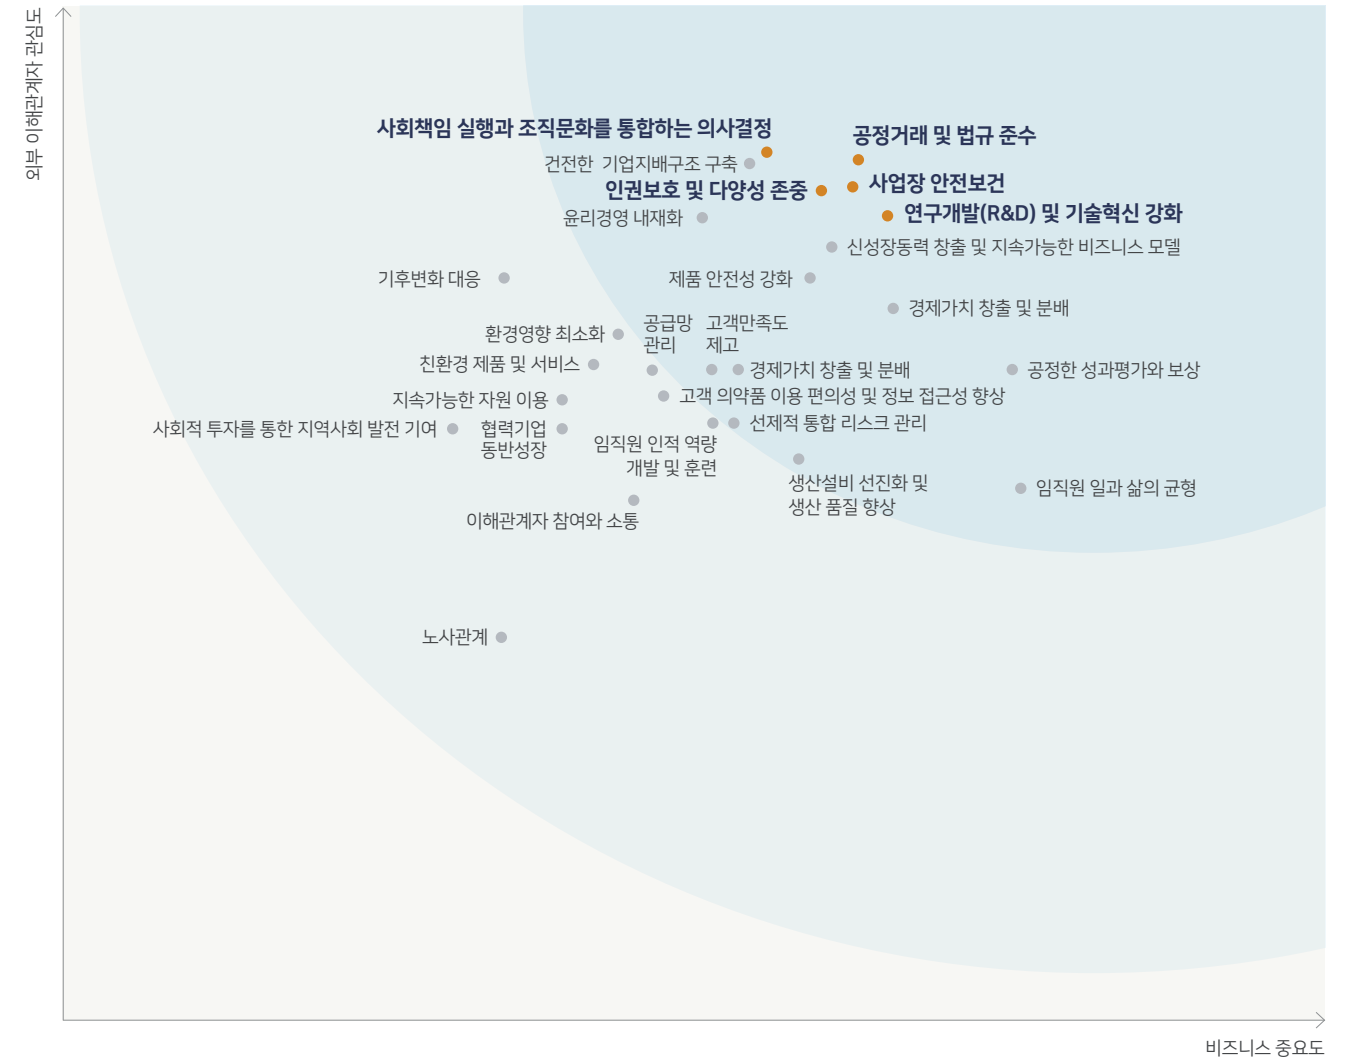 외부 이해관계자 관심도
사회책임 실행과 조직문화를 통합하는 의사결정
공정거래 및 법규 준수
건전한 기업지배구조 구축
인권보호 및 다양성 존중
사업장 안전보건
윤리경영 내재화
연구개발(R&D) 및 기술혁신 강화
신성장동력 창출 및 지속가능한 비즈니스 모델
기후변화 대응
제품 안전성 강화
경제가치 창출 및 분배
환경영향 최소화
공급망
관리
고객만족도
제고
친환경 제품 및 서비스
경제가치 창출 및 분배
공정한 성과평가와 보상
지속가능한 자원 이용
고객 의약품 이용 편의성 및 정보 접근성 향상
사회적 투자를 통한 지역사회 발전 기여
협력기업
동반성장
선제적 통합 리스크 관리
임직원 인적 역량
개발 및 훈련
생산설비 선진화 및
생산 품질 향상
임직원 일과 삶의 균형
이해관계자 참여와 소통
노사관계
비즈니스 중요도